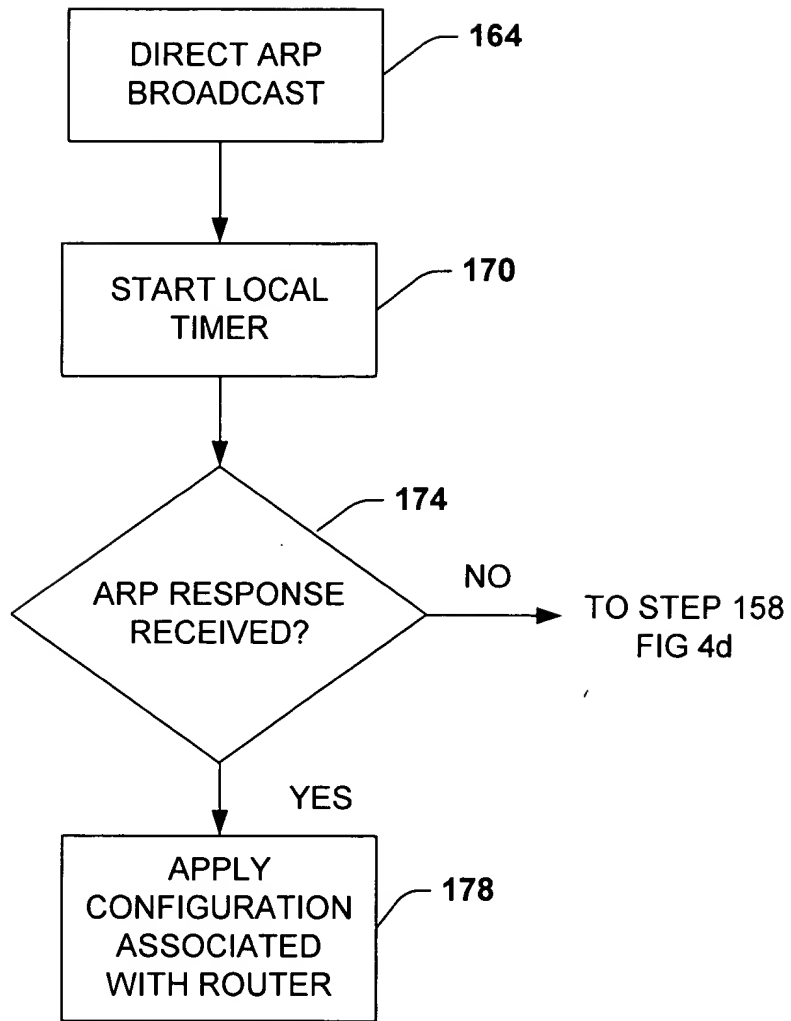 DIRECT ARP
BROADCAST
164
START LOCAL
TIMER
170
174
ARP RESPONSE
RECEIVED?
NO
TO STEP 158
FIG 4d
YES
APPLY
CONFIGURATION
ASSOCIATED
WITH ROUTER
178